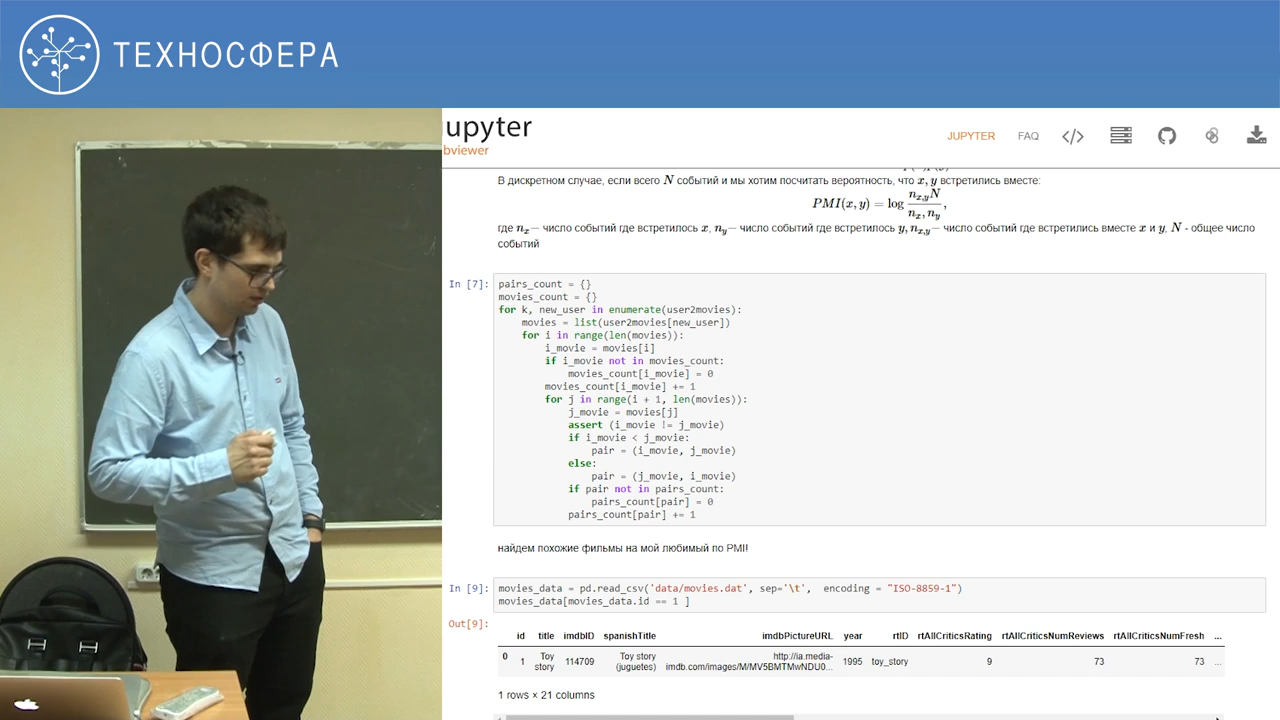 ТЕХНОСФЕРА
upyter
bviewer
JUPYTER FAQ
В дискретном случае, если всего N событий и мы хотим посчитать вероятность, что x, y встретились вместе:
PMI(x, y) = log n_{x,y}N / n_x, n_y,
где n_x— число событий где встретилось x, n_y— число событий где встретилось y, n_{x,y}— число событий где встретились вместе x и y, N - общее число
событий
In [7]:
pairs_count = {}
movies_count = {}
for k, new_user in enumerate(user2movies):
    movies = list(user2movies[new_user])
    for i in range(len(movies)):
        i_movie = movies[i]
        if i_movie not in movies_count:
            movies_count[i_movie] = 0
        movies_count[i_movie] += 1
        for j in range(i + 1, len(movies)):
            j_movie = movies[j]
            assert (i_movie != j_movie)
            if i_movie < j_movie:
                pair = (i_movie, j_movie)
            else:
                pair = (j_movie, i_movie)
            if pair not in pairs_count:
                pairs_count[pair] = 0
            pairs_count[pair] += 1
найдем похожие фильмы на мой любимый по PMI!
In [9]:
movies_data = pd.read_csv('data/movies.dat', sep='\t', encoding = "ISO-8859-1")
movies_data[movies_data.id == 1 ]
Out[9]:
id title imdbID spanishTitle imdbPictureURL year rtID rtAllCriticsRating rtAllCriticsNumReviews rtAllCriticsNumFresh ...
0 1 Toy story 114709 Toy story (juguetes) http://ia.media-imdb.com/images/M/MV5BMTMwNDU0... 1995 toy_story 9 73 73 ...
1 rows × 21 columns